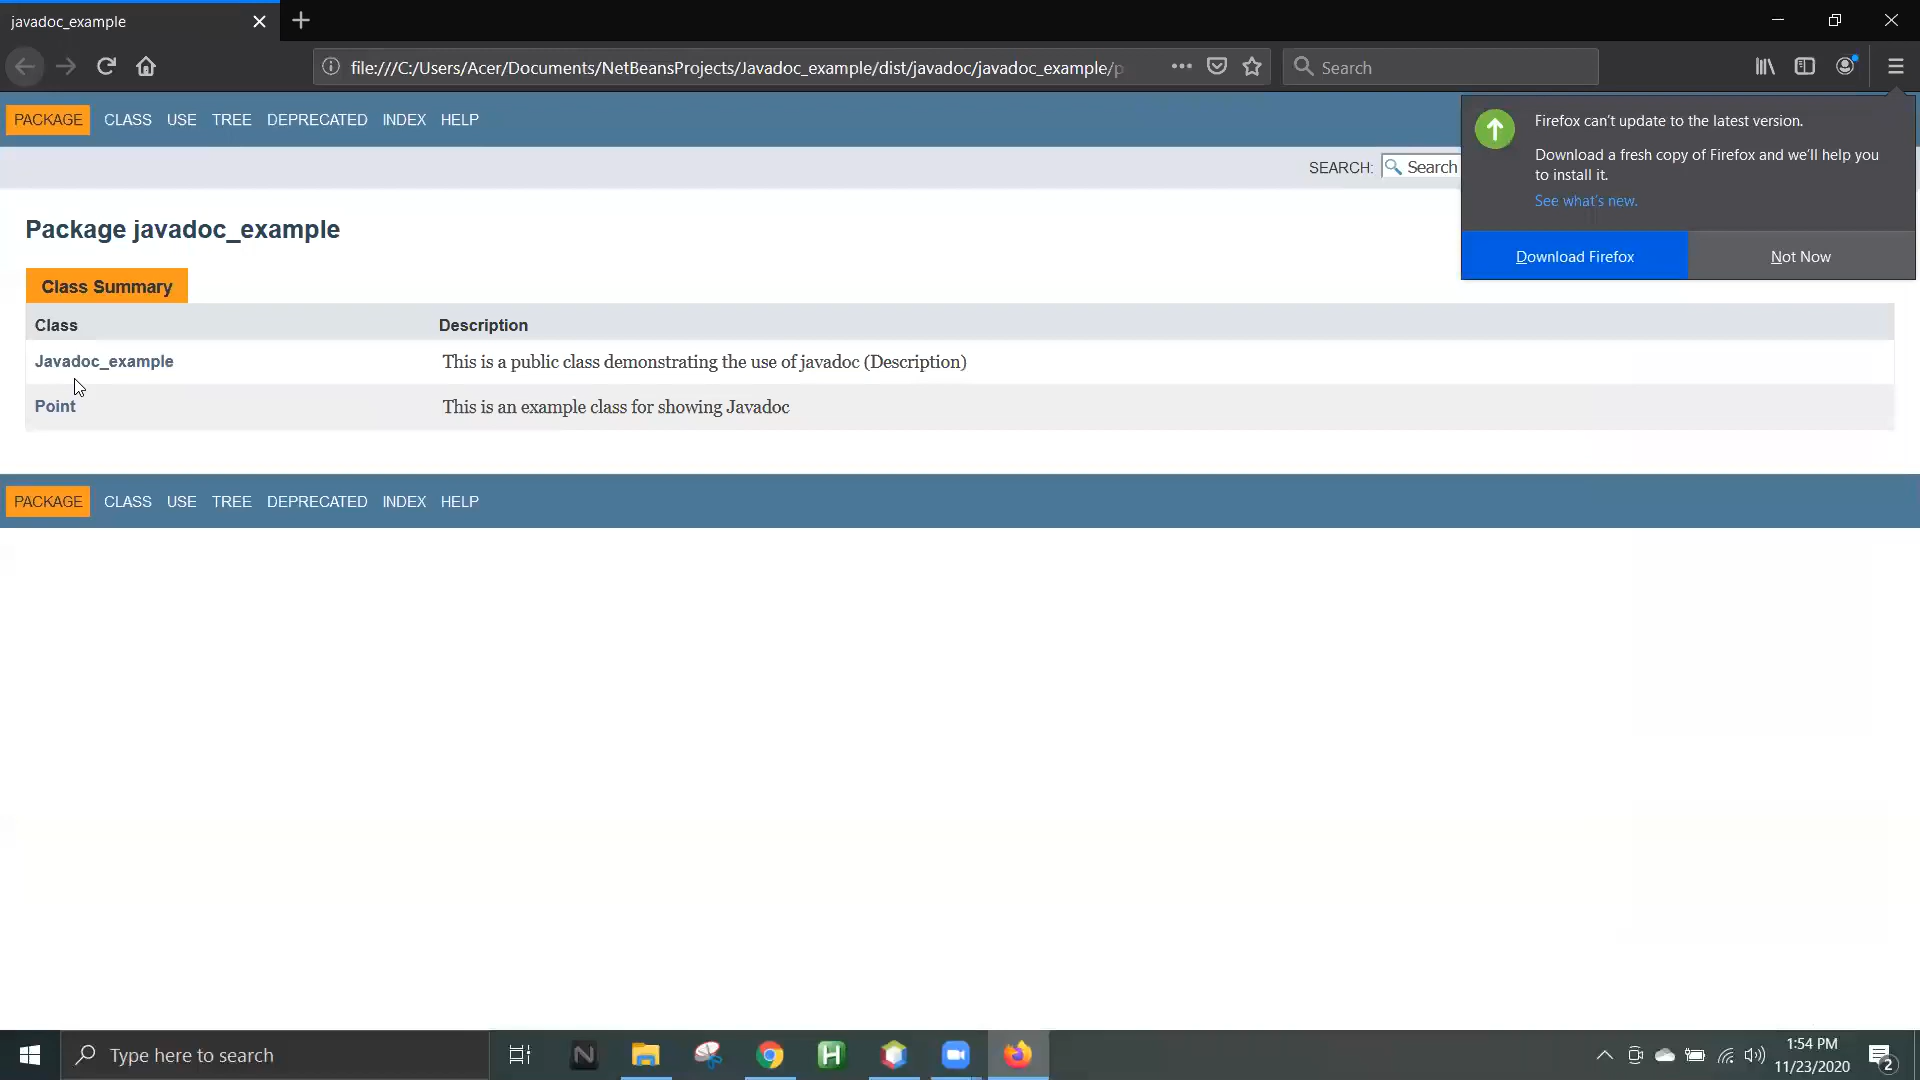 javadoc_example
file:///C:/Users/Acer/Documents/NetBeansProjects/Javadoc_example/dist/javadoc/javadoc_example/p
Search
PACKAGE CLASS USE TREE DEPRECATED INDEX HELP
SEARCH: Search
Firefox can't update to the latest version.
Download a fresh copy of Firefox and we'll help you
to install it.
See what's new.
Download Firefox Not Now
Package javadoc_example
Class Summary
Class Description
Javadoc_example This is a public class demonstrating the use of javadoc (Description)
Point This is an example class for showing Javadoc
PACKAGE CLASS USE TREE DEPRECATED INDEX HELP
Type here to search
N
H
1:54 PM
11/23/2020
2